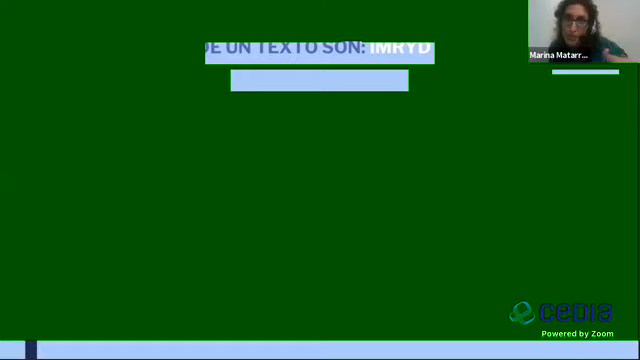 DE UN TEXTO SON: IMRYD
Marina Matarr...
cedia
Powered by Zoom